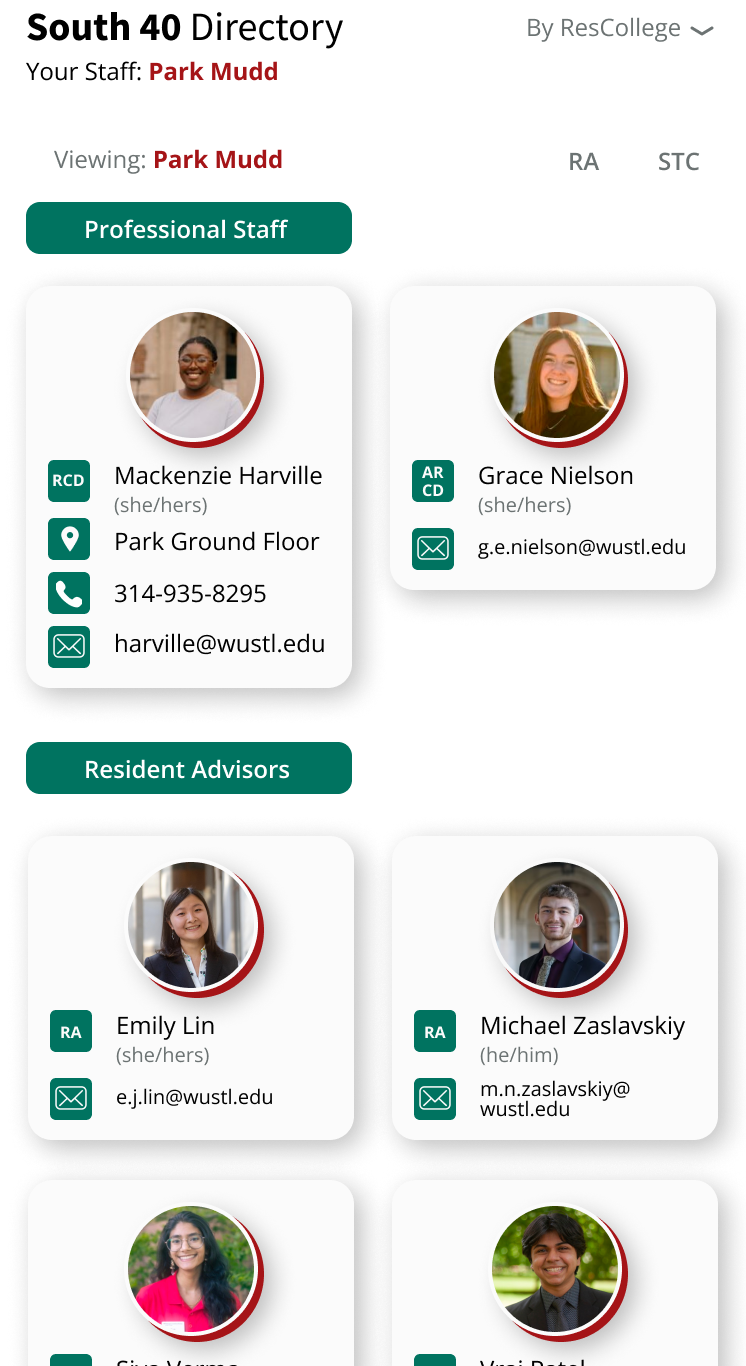 South 40 Directory
By ResCollege
Your Staff: Park Mudd
Viewing: Park Mudd
RA
STC
Professional Staff
RCD
Mackenzie Harville
(she/hers)
Park Ground Floor
314-935-8295
harville@wustl.edu
AR
CD
Grace Nielson
(she/hers)
g.e.nielson@wustl.edu
Resident Advisors
RA
Emily Lin
(she/hers)
e.j.lin@wustl.edu
RA
Michael Zaslavskiy
(he/him)
m.n.zaslavskiy@
wustl.edu